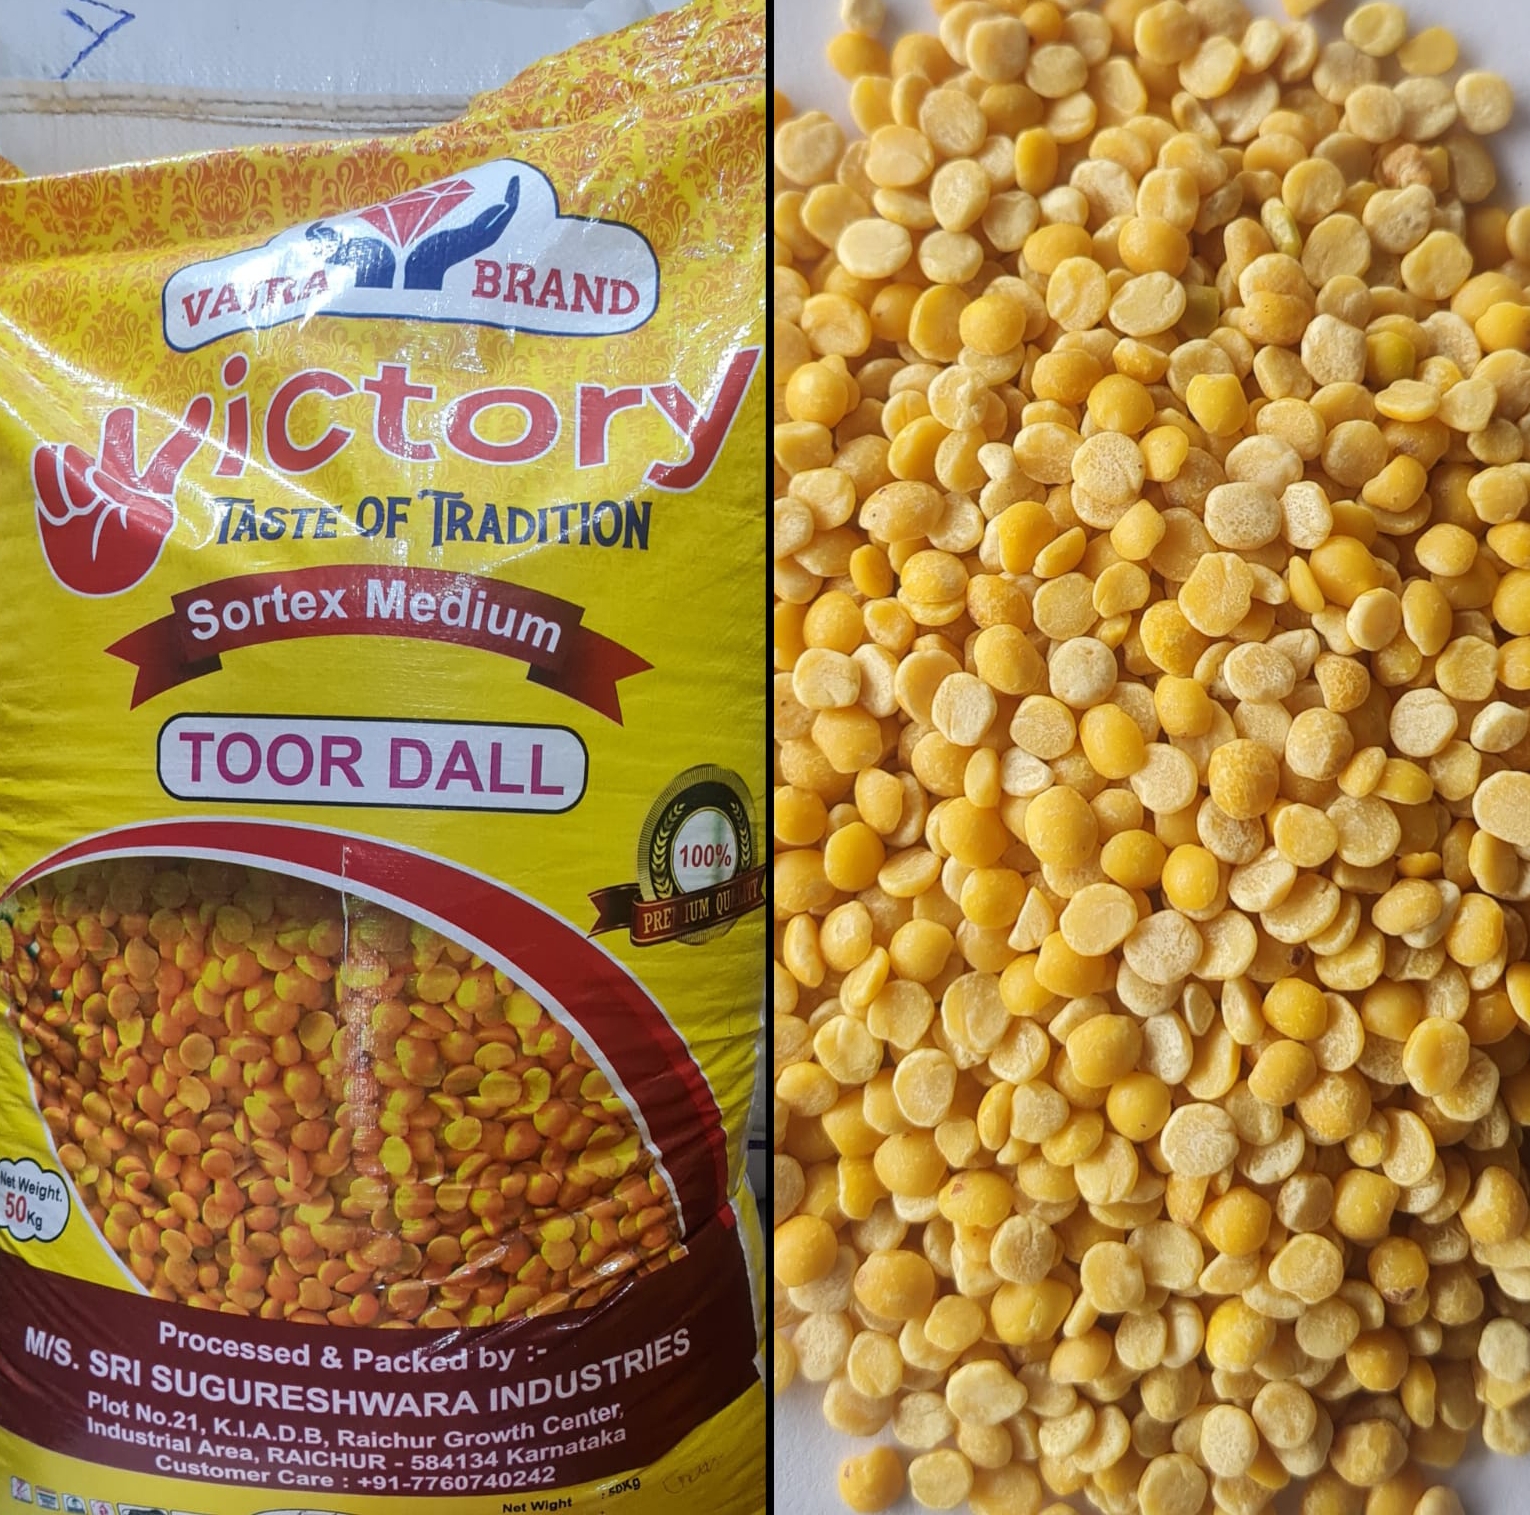 VAJRA BRAND
Victory
TASTE OF TRADITION
Sortex Medium
TOOR DALL
100%
PREMIUM QUALITY
Net Weight.
50Kg
Processed & Packed by :-
M/S. SRI SUGURESHWARA INDUSTRIES
Plot No.21, K.I.A.D.B, Raichur Growth Center,
Industrial Area, RAICHUR - 584134 Karnataka
Customer Care : +91-7760740242
Net Wight : 50Kg